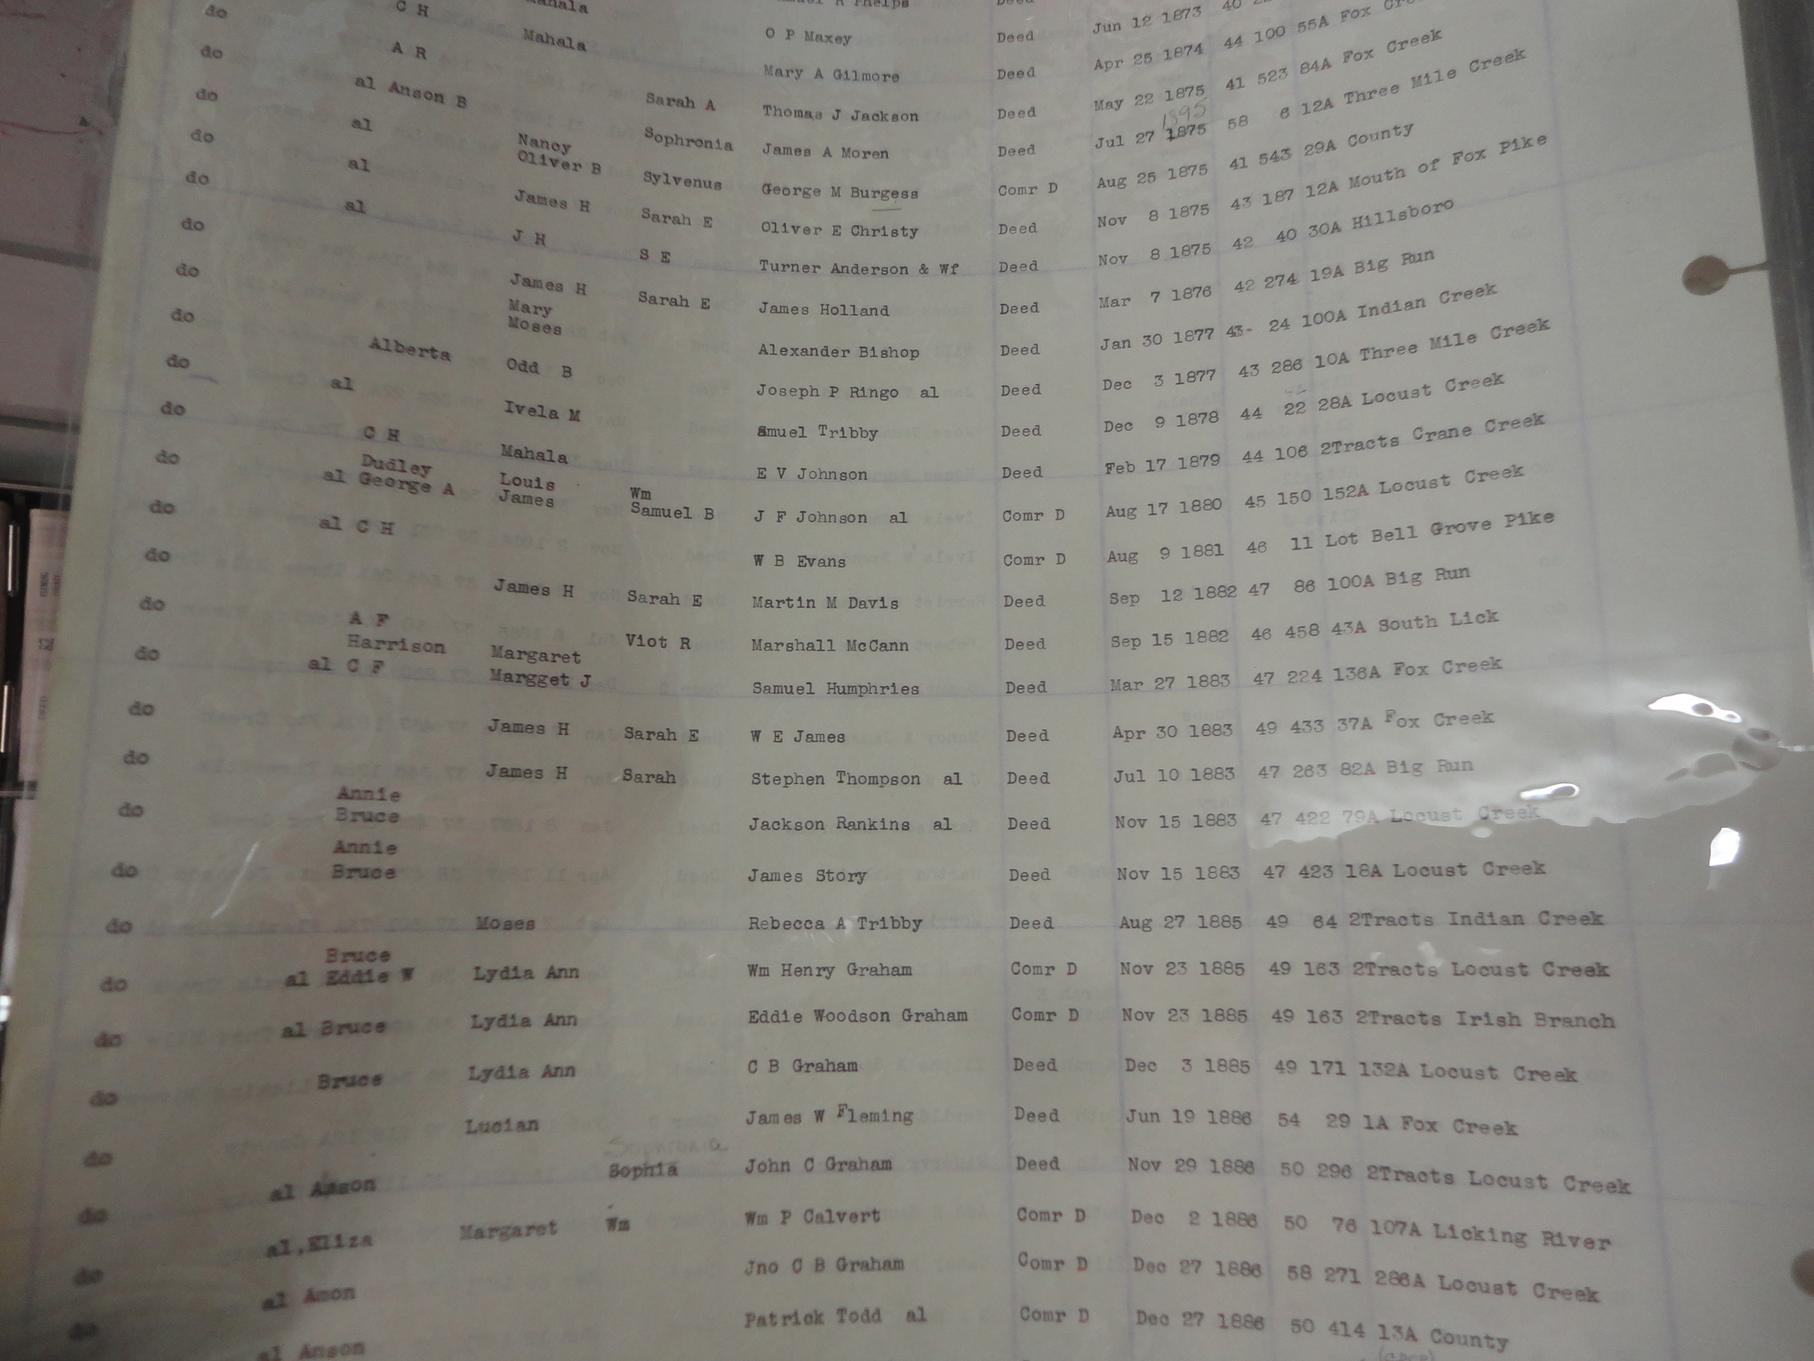 Mahala O P Maxey Deed Jun 12 1873 40
C H Mahala Mary A Gilmore Deed Apr 25 1874 44 100 55A Fox
A R Sarah A Thomas J Jackson Deed May 22 1875 41 523 84A Fox Creek
1895
do al Anson B Sophronia James A Moren Deed Jul 27 1875 58 6 12A Three Mile Creek
Nancy
do al Oliver B Sylvenus George M Burgess Comr D Aug 25 1875 41 543 29A County
do al James H Sarah E Oliver E Christy Deed Nov 8 1875 43 187 12A Mouth of Fox Pike
do al J H S E Turner Anderson & Wf Deed Nov 8 1875 42 40 30A Hillsboro
do James H Sarah E James Holland Deed Mar 7 1876 42 274 19A Big Run
Mary
do Moses Alexander Bishop Deed Jan 30 1877 43- 24 100A Indian Creek
do Alberta Odd B Joseph P Ringo al Deed Dec 3 1877 43 286 10A Three Mile Creek
do al Ivela M Samuel Tribby Deed Dec 9 1878 44 22 28A Locust Creek
do C H Mahala E V Johnson Deed Feb 17 1879 44 106 2Tracts Crane Creek
Dudley Louis Wm
do al George A James Samuel B J F Johnson al Comr D Aug 17 1880 45 150 152A Locust Creek
do al C H W B Evans Comr D Aug 9 1881 46 11 Lot Bell Grove Pike
do James H Sarah E Martin M Davis Deed Sep 12 1882 47 86 100A Big Run
do A F Viot R Marshall McCann Deed Sep 15 1882 46 458 43A South Lick
Harrison Margaret
do al C F Margget J Samuel Humphries Deed Mar 27 1883 47 224 136A Fox Creek
do James H Sarah E W E James Deed Apr 30 1883 49 433 37A Fox Creek
do James H Sarah Stephen Thompson al Deed Jul 10 1883 47 263 82A Big Run
Annie
do Bruce Jackson Rankins al Deed Nov 15 1883 47 422 79A Locust Creek
Annie
do Bruce James Story Deed Nov 15 1883 47 423 18A Locust Creek
do Moses Rebecca A Tribby Deed Aug 27 1885 49 64 2Tracts Indian Creek
Bruce
do al Eddie W Lydia Ann Wm Henry Graham Comr D Nov 23 1885 49 163 2Tracts Locust Creek
do al Bruce Lydia Ann Eddie Woodson Graham Comr D Nov 23 1885 49 163 2Tracts Irish Branch
do Bruce Lydia Ann C B Graham Deed Dec 3 1885 49 171 132A Locust Creek
do Lucian James W Fleming Deed Jun 19 1886 54 29 1A Fox Creek
do al Anson Sophia John C Graham Deed Nov 29 1886 50 296 2Tracts Locust Creek
do al,Eliza Margaret Wm Wm P Calvert Comr D Dec 2 1886 50 76 107A Licking River
do al Amon Jno C B Graham Comr D Dec 27 1886 58 271 286A Locust Creek
do al Anson Patrick Todd al Comr D Dec 27 1886 50 414 13A County